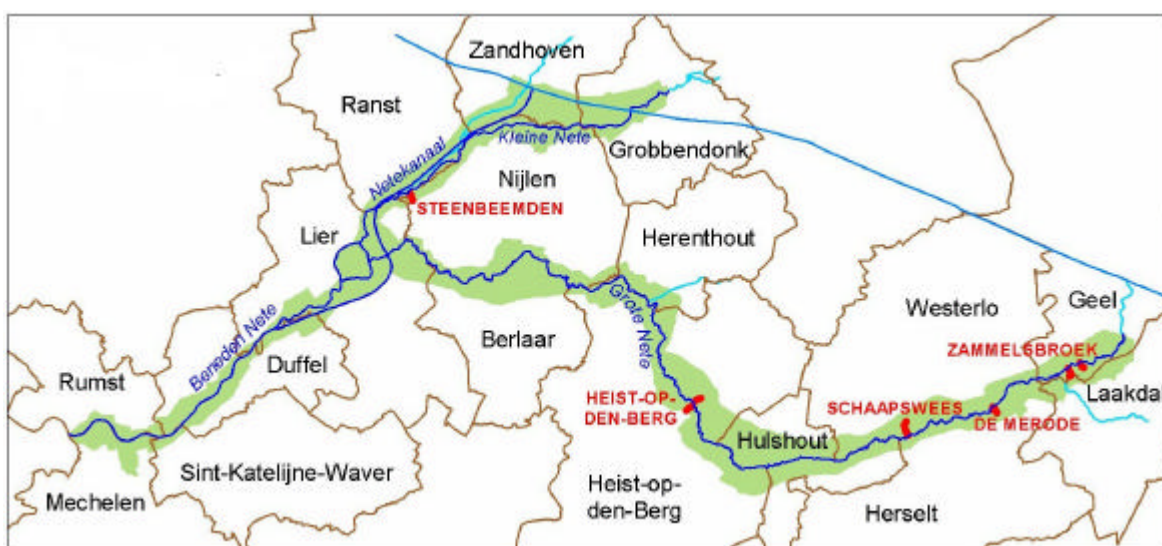 Zandhoven
Ranst
Netekanaal
Kleine Nete
Grobbendonk
Nijlen
STEENBEEMDEN
Lier
Herenthout
Grote Nete
Westerlo
Geel
Beneden Nete
Berlaar
ZAMMELSBROEK
Duffel
Rumst
Laakda
HEIST-OP-
DEN-BERG
SCHAAPSWEES
DE MERODE
Hulshout
Sint-Katelijne-Waver
Mechelen
Heist-op-
den-Berg
Herselt